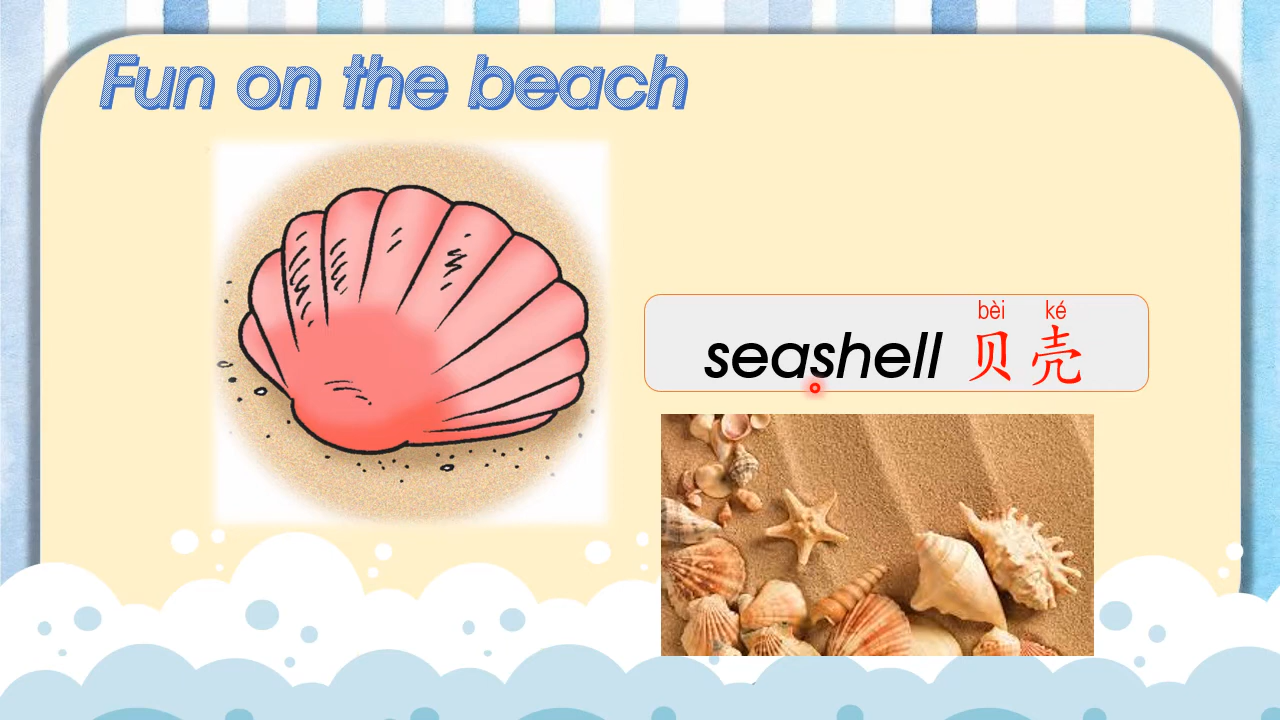 Fun on the beach
bèi ké
seashell 贝壳